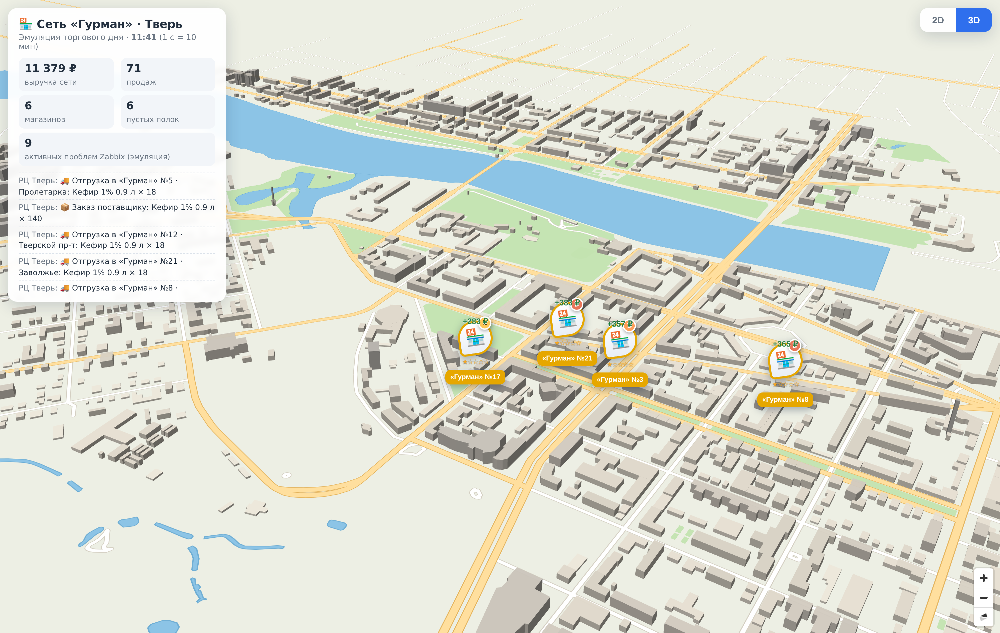 Сеть «Гурман» · Тверь
Эмуляция торгового дня · 11:41 (1 с = 10
мин)
11 379 ₽
выручка сети
71
продаж
6
магазинов
6
пустых полок
9
активных проблем Zabbix (эмуляция)
РЦ Тверь: 🚚 Отгрузка в «Гурман» №5 ·
Пролетарка: Кефир 1% 0.9 л × 18
РЦ Тверь: 📦 Заказ поставщику: Кефир 1% 0.9 л
× 140
РЦ Тверь: 🚚 Отгрузка в «Гурман» №12 ·
Тверской пр-т: Кефир 1% 0.9 л × 18
РЦ Тверь: 🚚 Отгрузка в «Гурман» №21 ·
Заволжье: Кефир 1% 0.9 л × 18
РЦ Тверь: 🚚 Отгрузка в «Гурман» №8 ·
2D
3D
+383 ₽
24
«Гурман» №21
+283 ₽
24
«Гурман» №17
+357 ₽
24
«Гурман» №3
+365 ₽
24
«Гурман» №8
+
−